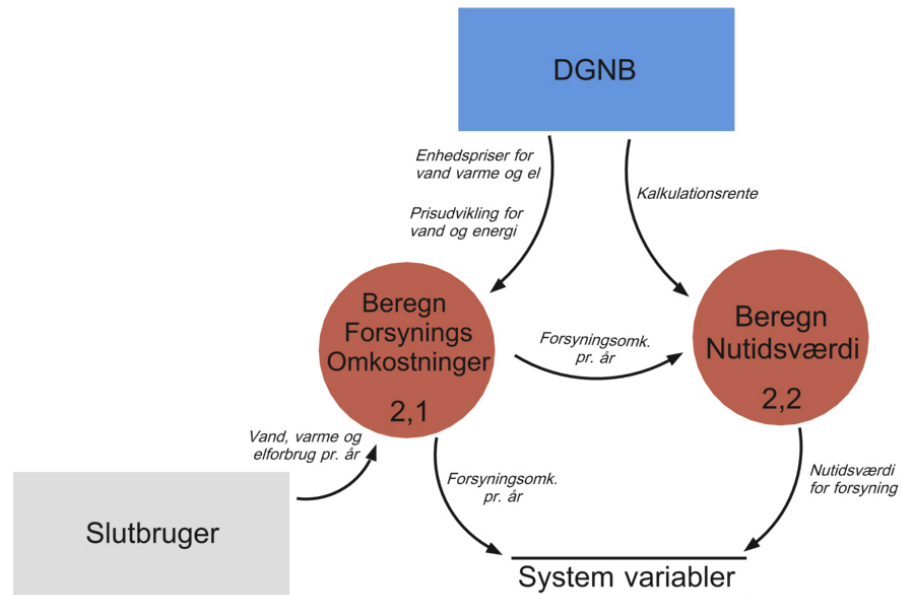 DGNB
Enhedspriser for
vand varme og el
Prisudvikling for
vand og energi
Kalkulationsrente
Beregn
Forsynings
Omkostninger
2,1
Forsyningsomk.
pr. år
Beregn
Nutidsværdi
2,2
Vand, varme og
elforbrug pr. år
Forsyningsomk.
pr. år
Nutidsværdi
for forsyning
Slutbruger
System variabler